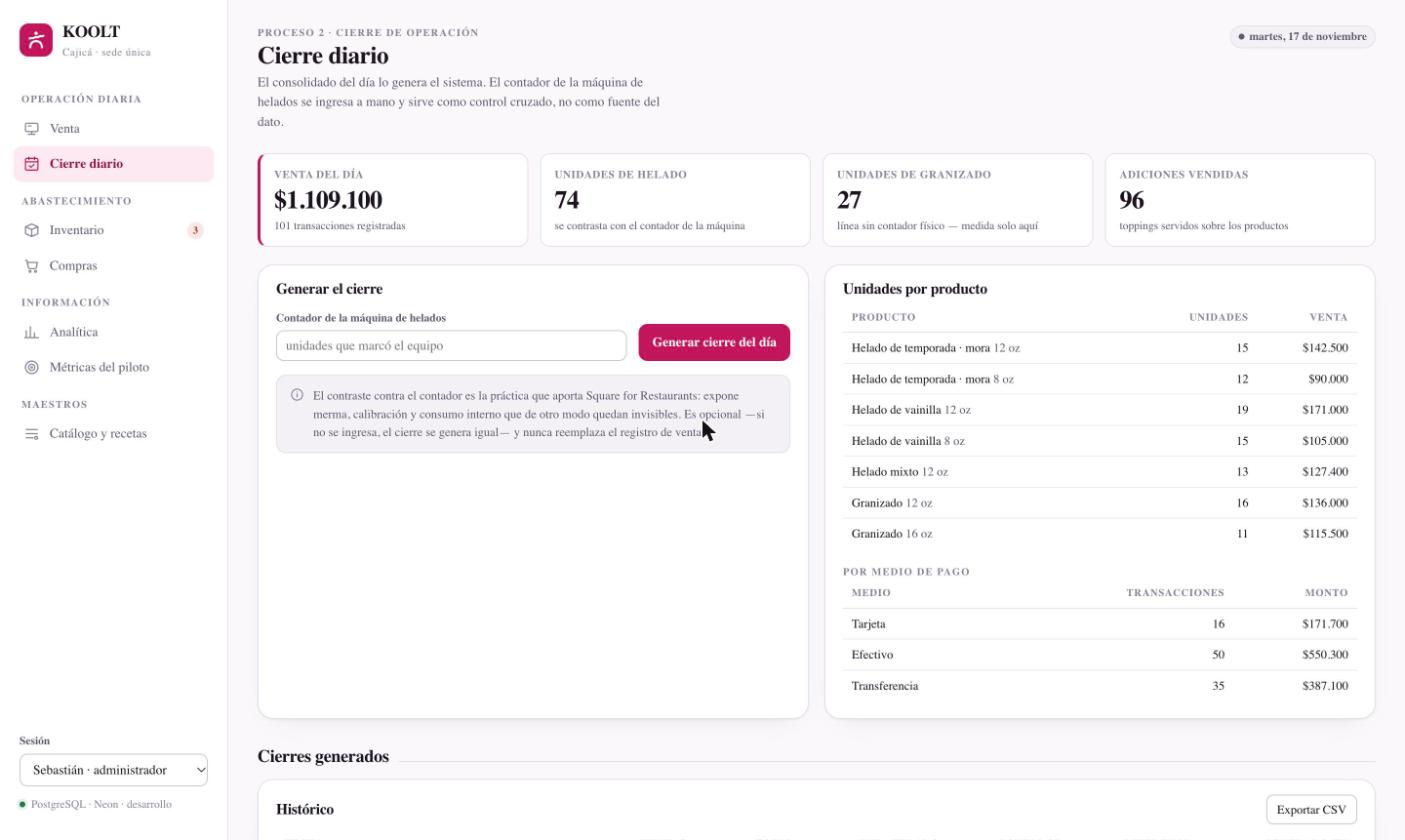 KOOLT
Cajicá · sede única
OPERACIÓN DIARIA
Venta
Cierre diario
ABASTECIMIENTO
Inventario 3
Compras
INFORMACIÓN
Analítica
Métricas del piloto
MAESTROS
Catálogo y recetas
Sesión
Sebastián · administrador
PostgreSQL · Neon · desarrollo
PROCESO 2 · CIERRE DE OPERACIÓN
Cierre diario
El consolidado del día lo genera el sistema. El contador de la máquina de
helados se ingresa a mano y sirve como control cruzado, no como fuente del
dato.
martes, 17 de noviembre
VENTA DEL DÍA
$1.109.100
101 transacciones registradas
UNIDADES DE HELADO
74
se contrasta con el contador de la máquina
UNIDADES DE GRANIZADO
27
línea sin contador físico — medida solo aquí
ADICIONES VENDIDAS
96
toppings servidos sobre los productos
Generar el cierre
Contador de la máquina de helados
unidades que marcó el equipo
Generar cierre del día
El contraste contra el contador es la práctica que aporta Square for Restaurants: expone
merma, calibración y consumo interno que de otro modo quedan invisibles. Es opcional —si
no se ingresa, el cierre se genera igual— y nunca reemplaza el registro de venta
Unidades por producto
PRODUCTO UNIDADES VENTA
Helado de temporada · mora 12 oz 15 $142.500
Helado de temporada · mora 8 oz 12 $90.000
Helado de vainilla 12 oz 19 $171.000
Helado de vainilla 8 oz 15 $105.000
Helado mixto 12 oz 13 $127.400
Granizado 12 oz 16 $136.000
Granizado 16 oz 11 $115.500
POR MEDIO DE PAGO
MEDIO TRANSACCIONES MONTO
Tarjeta 16 $171.700
Efectivo 50 $550.300
Transferencia 35 $387.100
Cierres generados
Histórico
Exportar CSV